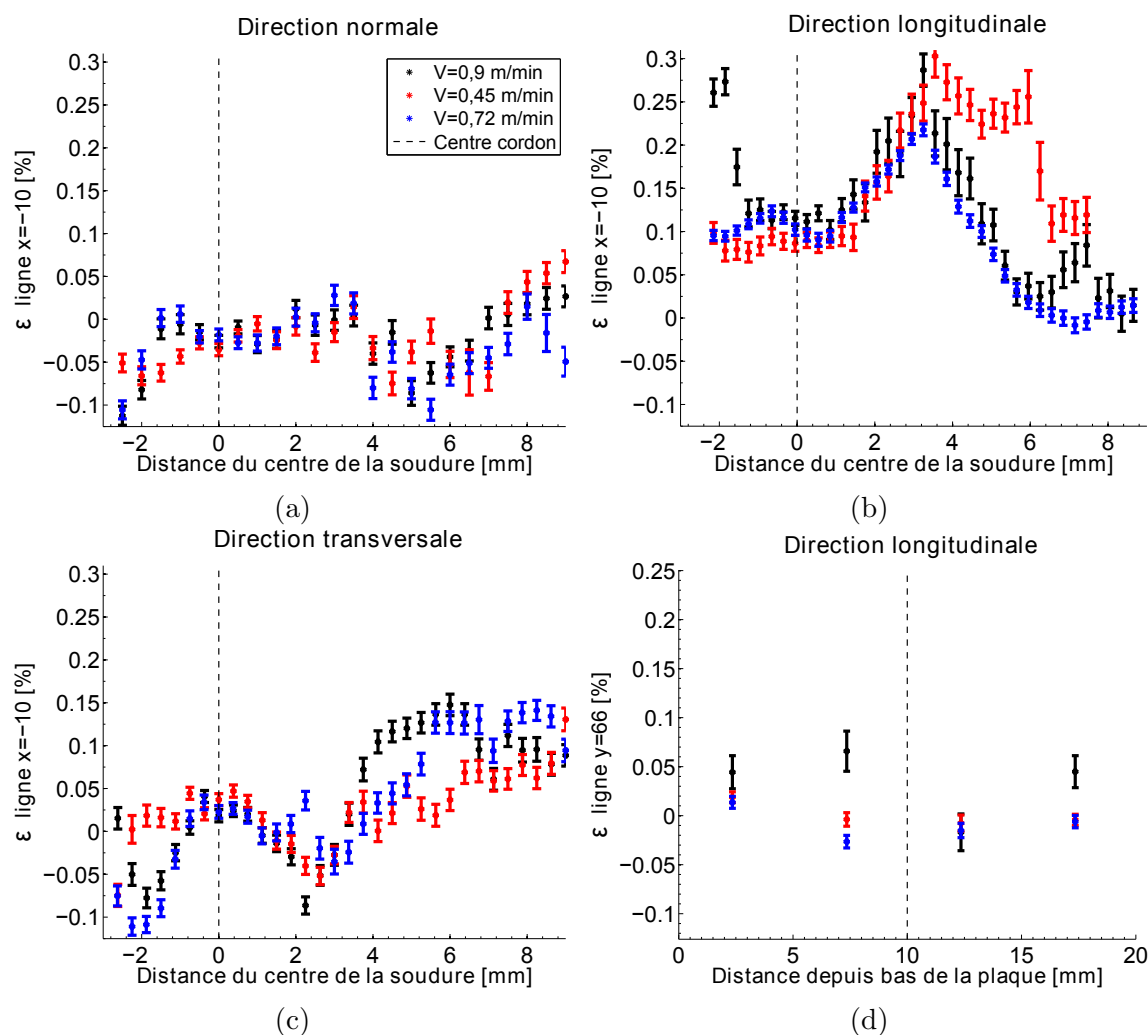 Direction normale
0.3
0.25
0.2
0.15
0.1
0.05
0
−0.05
−0.1
ε ligne x=−10 [%]
V=0,9 m/min
V=0,45 m/min
V=0,72 m/min
Centre cordon
−2 0 2 4 6 8
Distance du centre de la soudure [mm]
(a)
Direction longitudinale
0.3
0.25
0.2
0.15
0.1
0.05
0
−0.05
−0.1
ε ligne x=−10 [%]
−2 0 2 4 6 8
Distance du centre de la soudure [mm]
(b)
Direction transversale
0.3
0.25
0.2
0.15
0.1
0.05
0
−0.05
−0.1
ε ligne x=−10 [%]
−2 0 2 4 6 8
Distance du centre de la soudure [mm]
(c)
Direction longitudinale
0.25
0.2
0.15
0.1
0.05
0
−0.05
−0.1
ε ligne y=66 [%]
0 5 10 15 20
Distance depuis bas de la plaque [mm]
(d)